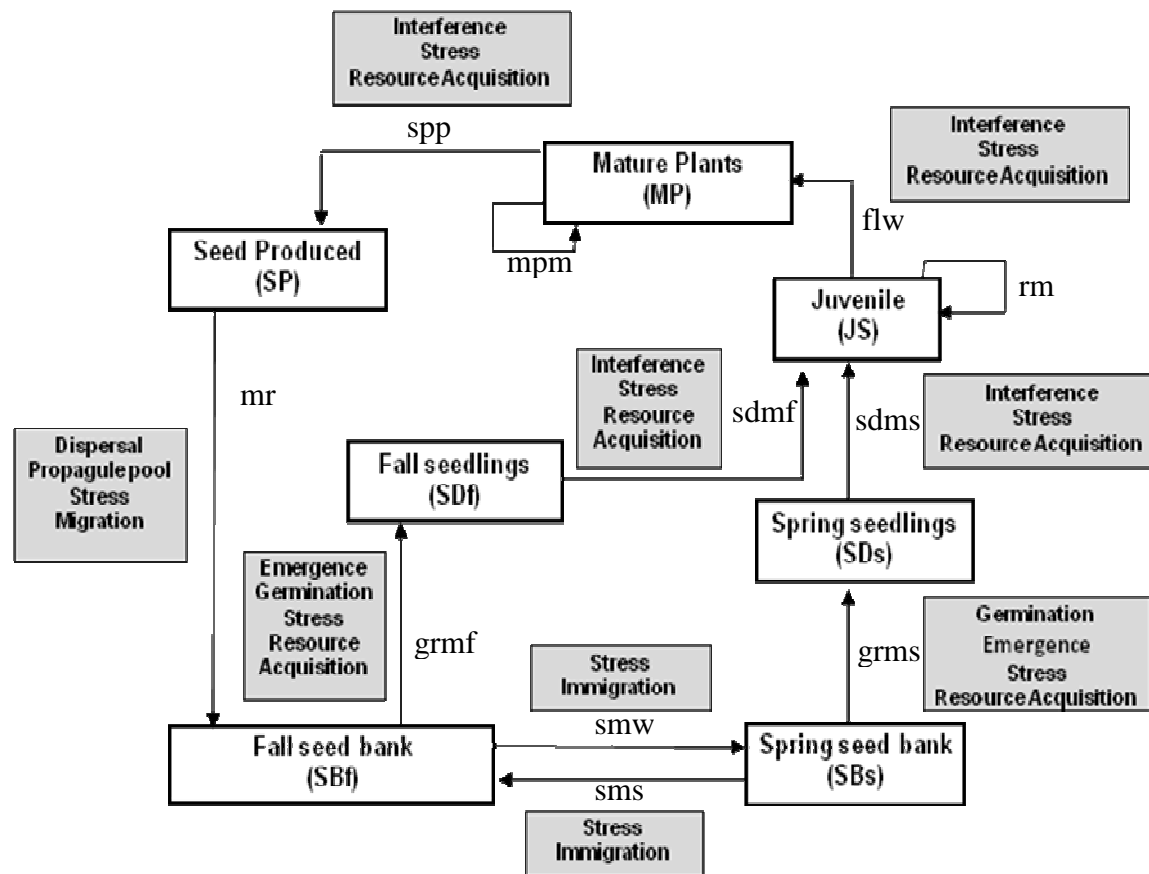 Interference
Stress
Resource Acquisition
spp
Mature Plants
(MP)
Interference
Stress
Resource Acquisition
flw
mpm
Seed Produced
(SP)
Juvenile
(JS)
rm
mr
Interference
Stress
Resource
Acquisition
sdmf
sdms
Interference
Stress
Resource Acquisition
Dispersal
Propagule pool
Stress
Migration
Fall seedlings
(SDf)
Spring seedlings
(SDs)
Emergence
Germination
Stress
Resource
Acquisition
grmf
grms
Germination
Emergence
Stress
Resource Acquisition
Stress
Immigration
smw
Fall seed bank
(SBf)
Spring seed bank
(SBs)
sms
Stress
Immigration